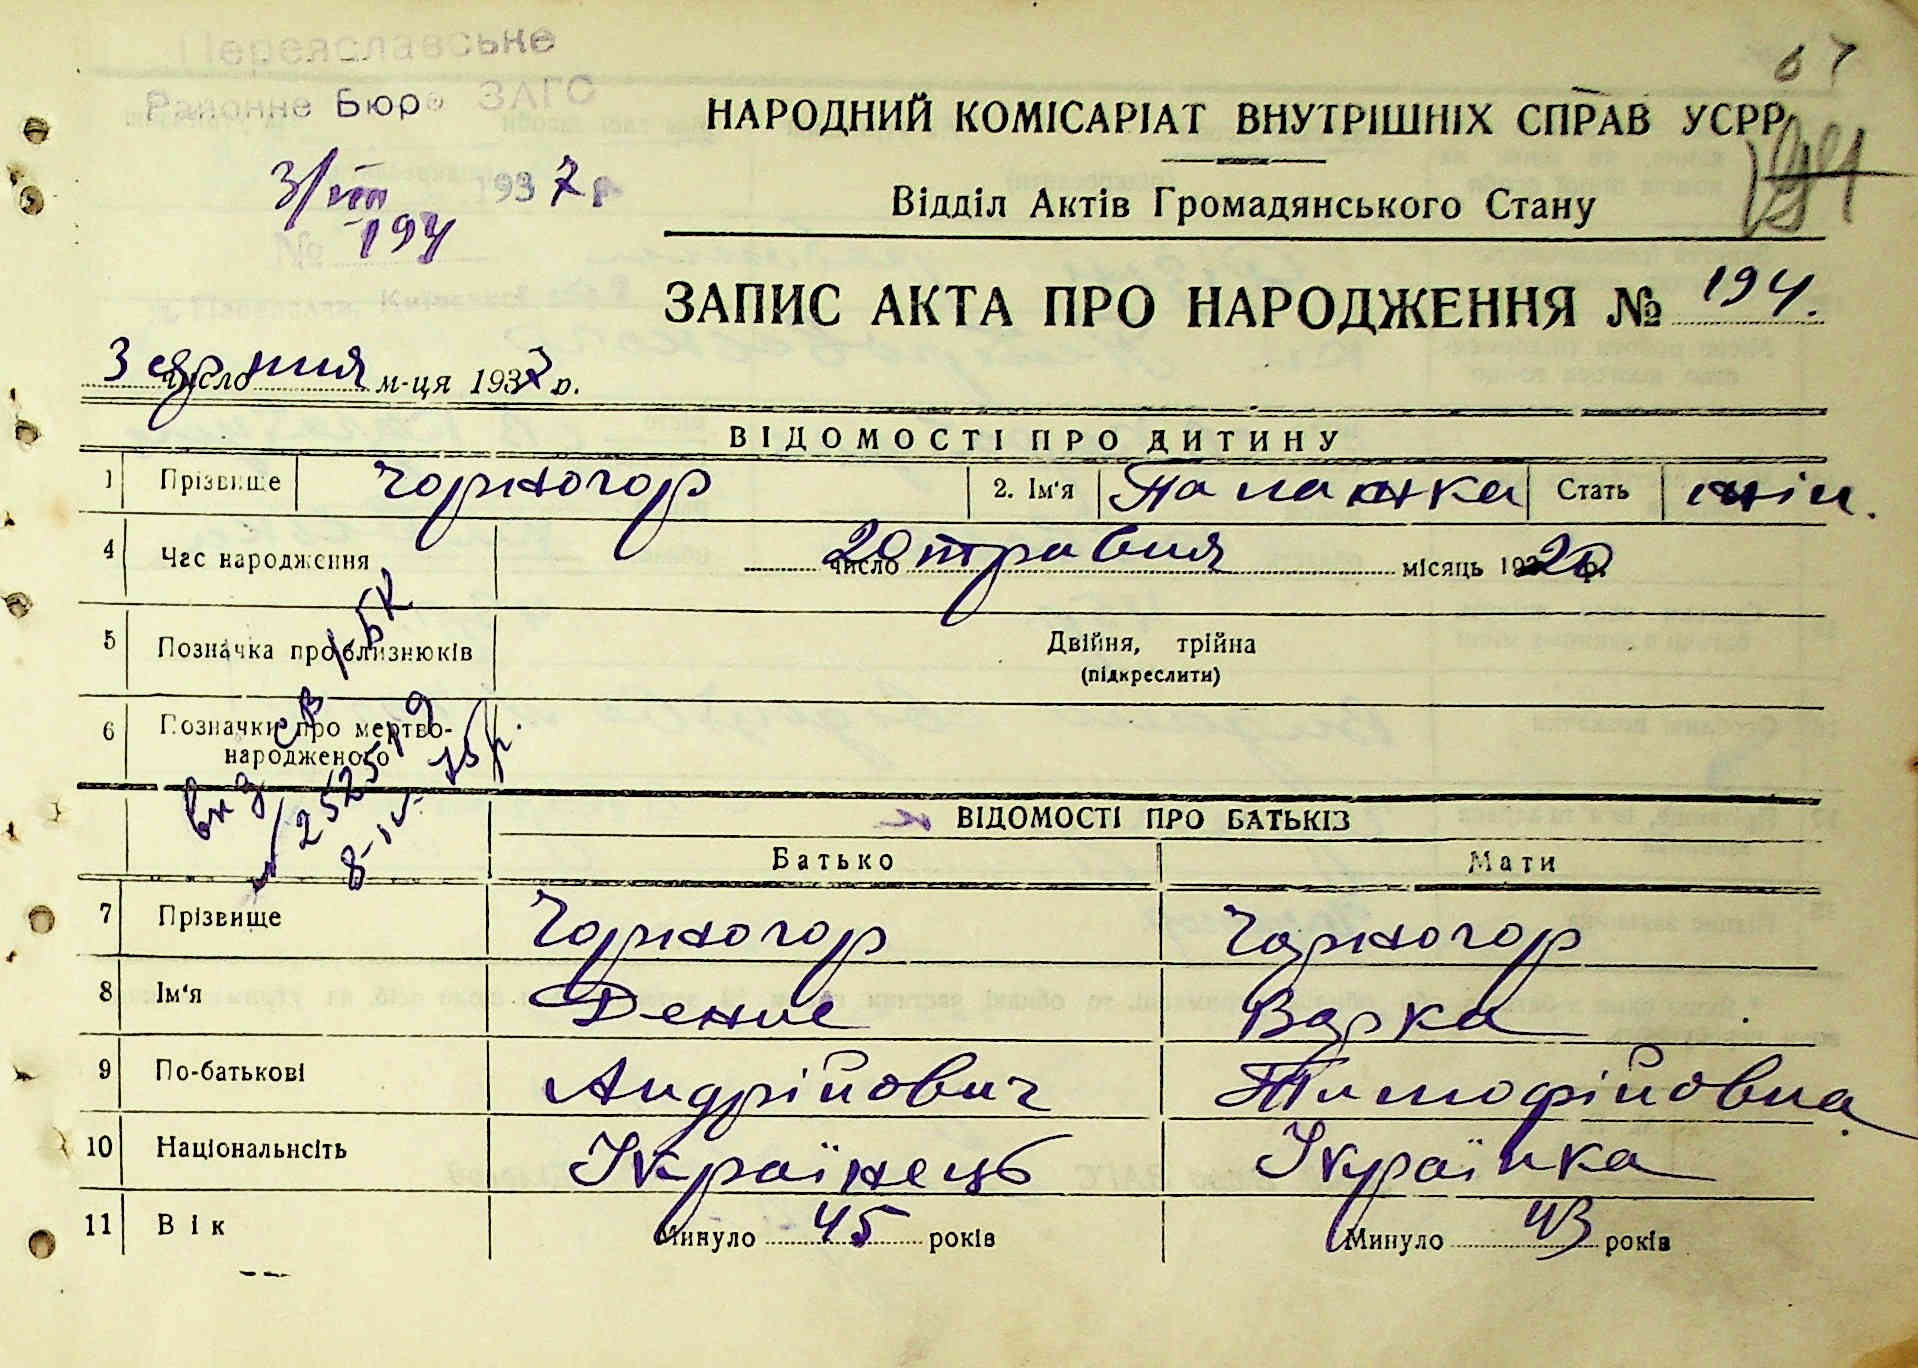 Переяславське
Районне Бюро ЗАГС
3/VIII 1937 р
№ 194
67
НАРОДНИЙ КОМІСАРІАТ ВНУТРІШНІХ СПРАВ УСРР
Відділ Актів Громадянського Стану
ЗАПИС АКТА ПРО НАРОДЖЕННЯ № 194.
3 число серпня м-ця 1937 р.
ВІДОМОСТІ ПРО ДИТИНУ
1 Прізвище Чорногор 2. Ім'я Палажка Стать жін.
4 Час народження 20 число травня місяць 1920 р.
5 Позначка про близнюків Двійня, трійна
(підкреслити)
6 Позначки про мертво-
народженого
ВІДОМОСТІ ПРО БАТЬКІВ
Батько Мати
7 Прізвище Чорногор Чорногор
8 Ім'я Денис Варка
9 По-батькові Андрійович Тимофійовна
10 Національнсіть Українець Українка
11 Вік Минуло 45 років Минуло 43 років